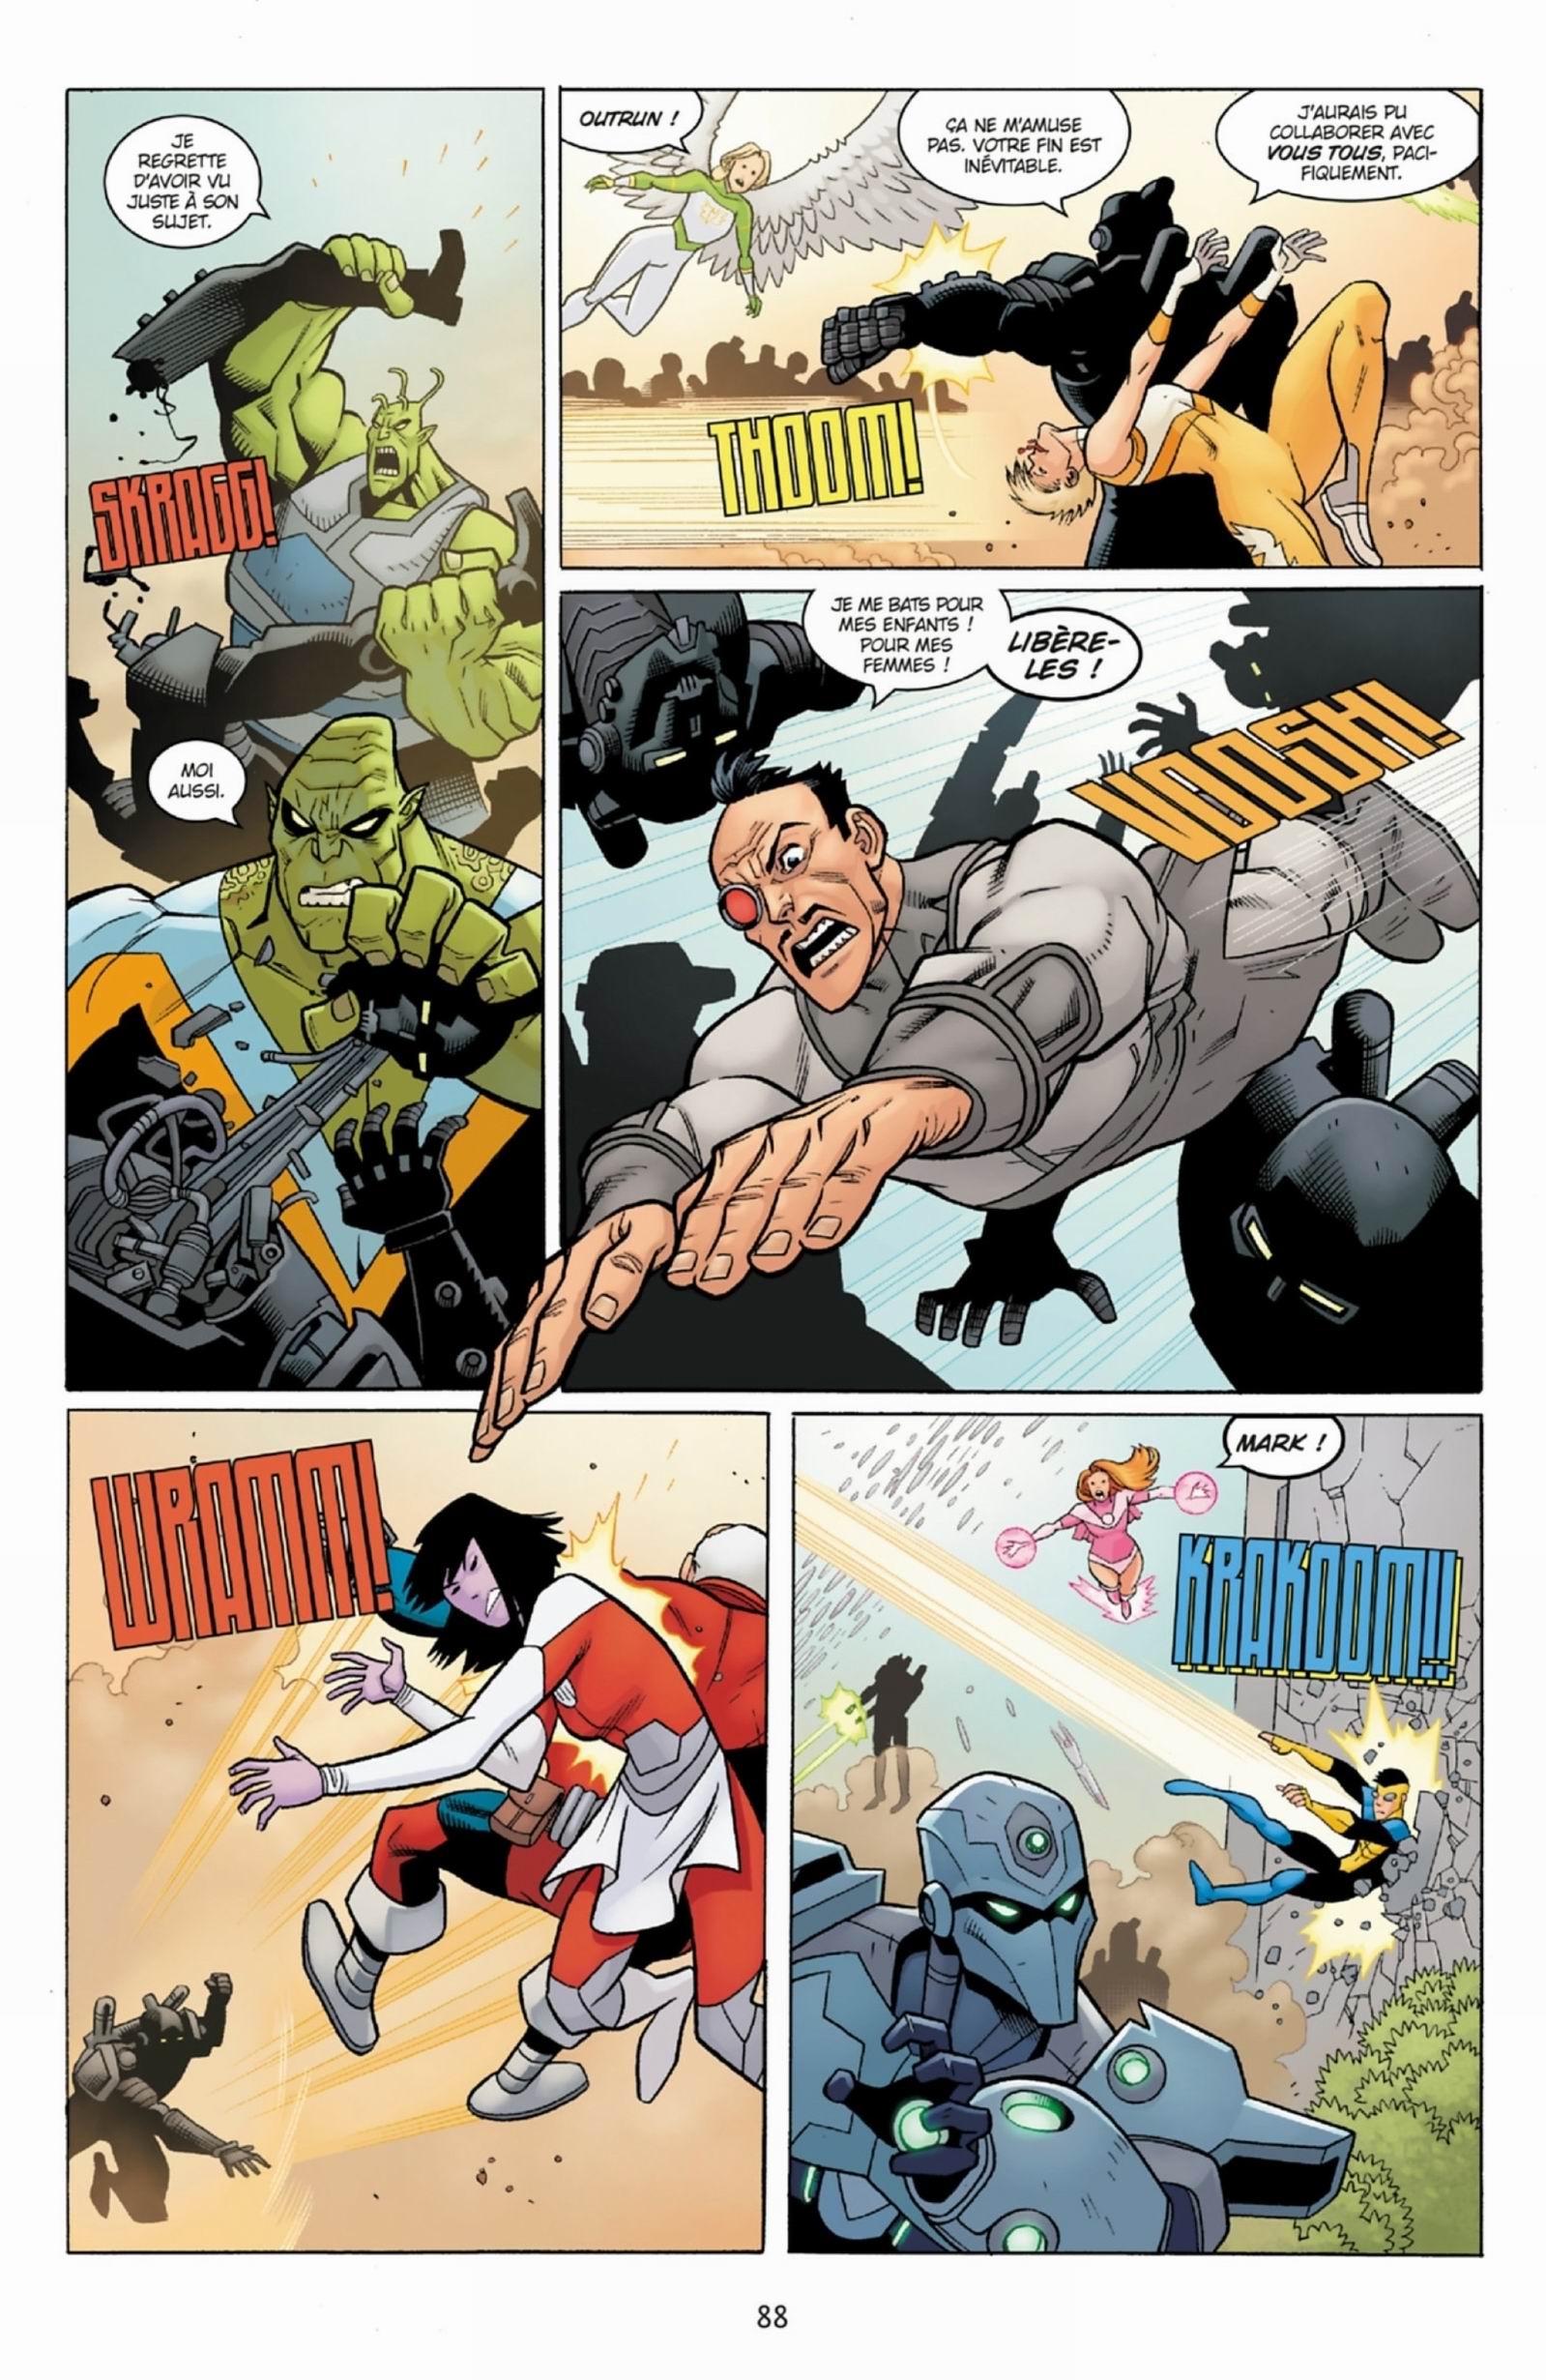 JE
REGRETTE
D'AVOIR VU
JUSTE À SON
SUJET.
SKRAGG!
MOI
AUSSI.
OUTRUN !
ÇA NE M'AMUSE
PAS. VOTRE FIN EST
INÉVITABLE.
J'AURAIS PU
COLLABORER AVEC
VOUS TOUS, PACI-
FIQUEMENT.
THOOM!
JE ME BATS POUR
MES ENFANTS !
POUR MES
FEMMES !
LIBÈRE-
LES !
VOOSH!
WRAMM!
MARK !
KRAKOOM!!
88